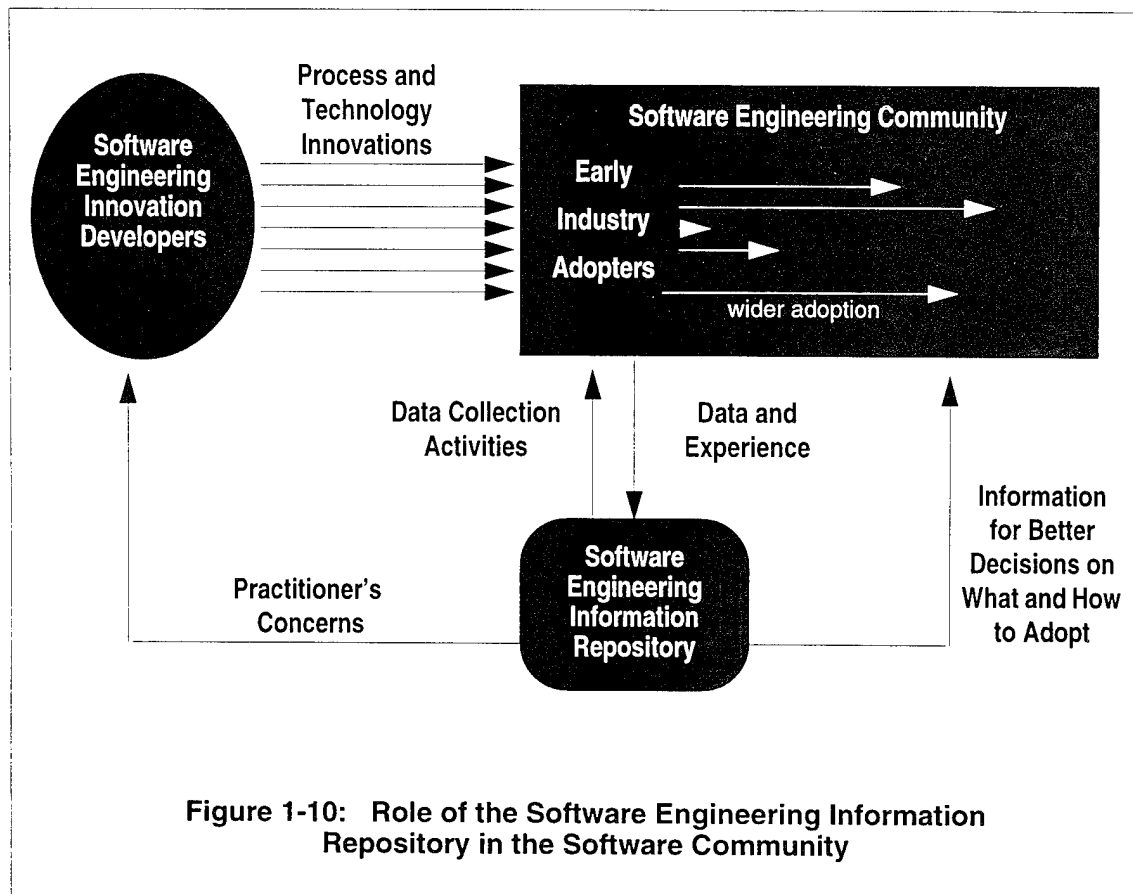 Software
Engineering
Innovation
Developers
Process and
Technology
Innovations
Software Engineering Community
Early
Industry
Adopters
wider adoption
Data Collection
Activities
Data and
Experience
Information
for Better
Decisions on
What and How
to Adopt
Software
Engineering
Information
Repository
Practitioner's
Concerns
Figure 1-10: Role of the Software Engineering Information
Repository in the Software Community